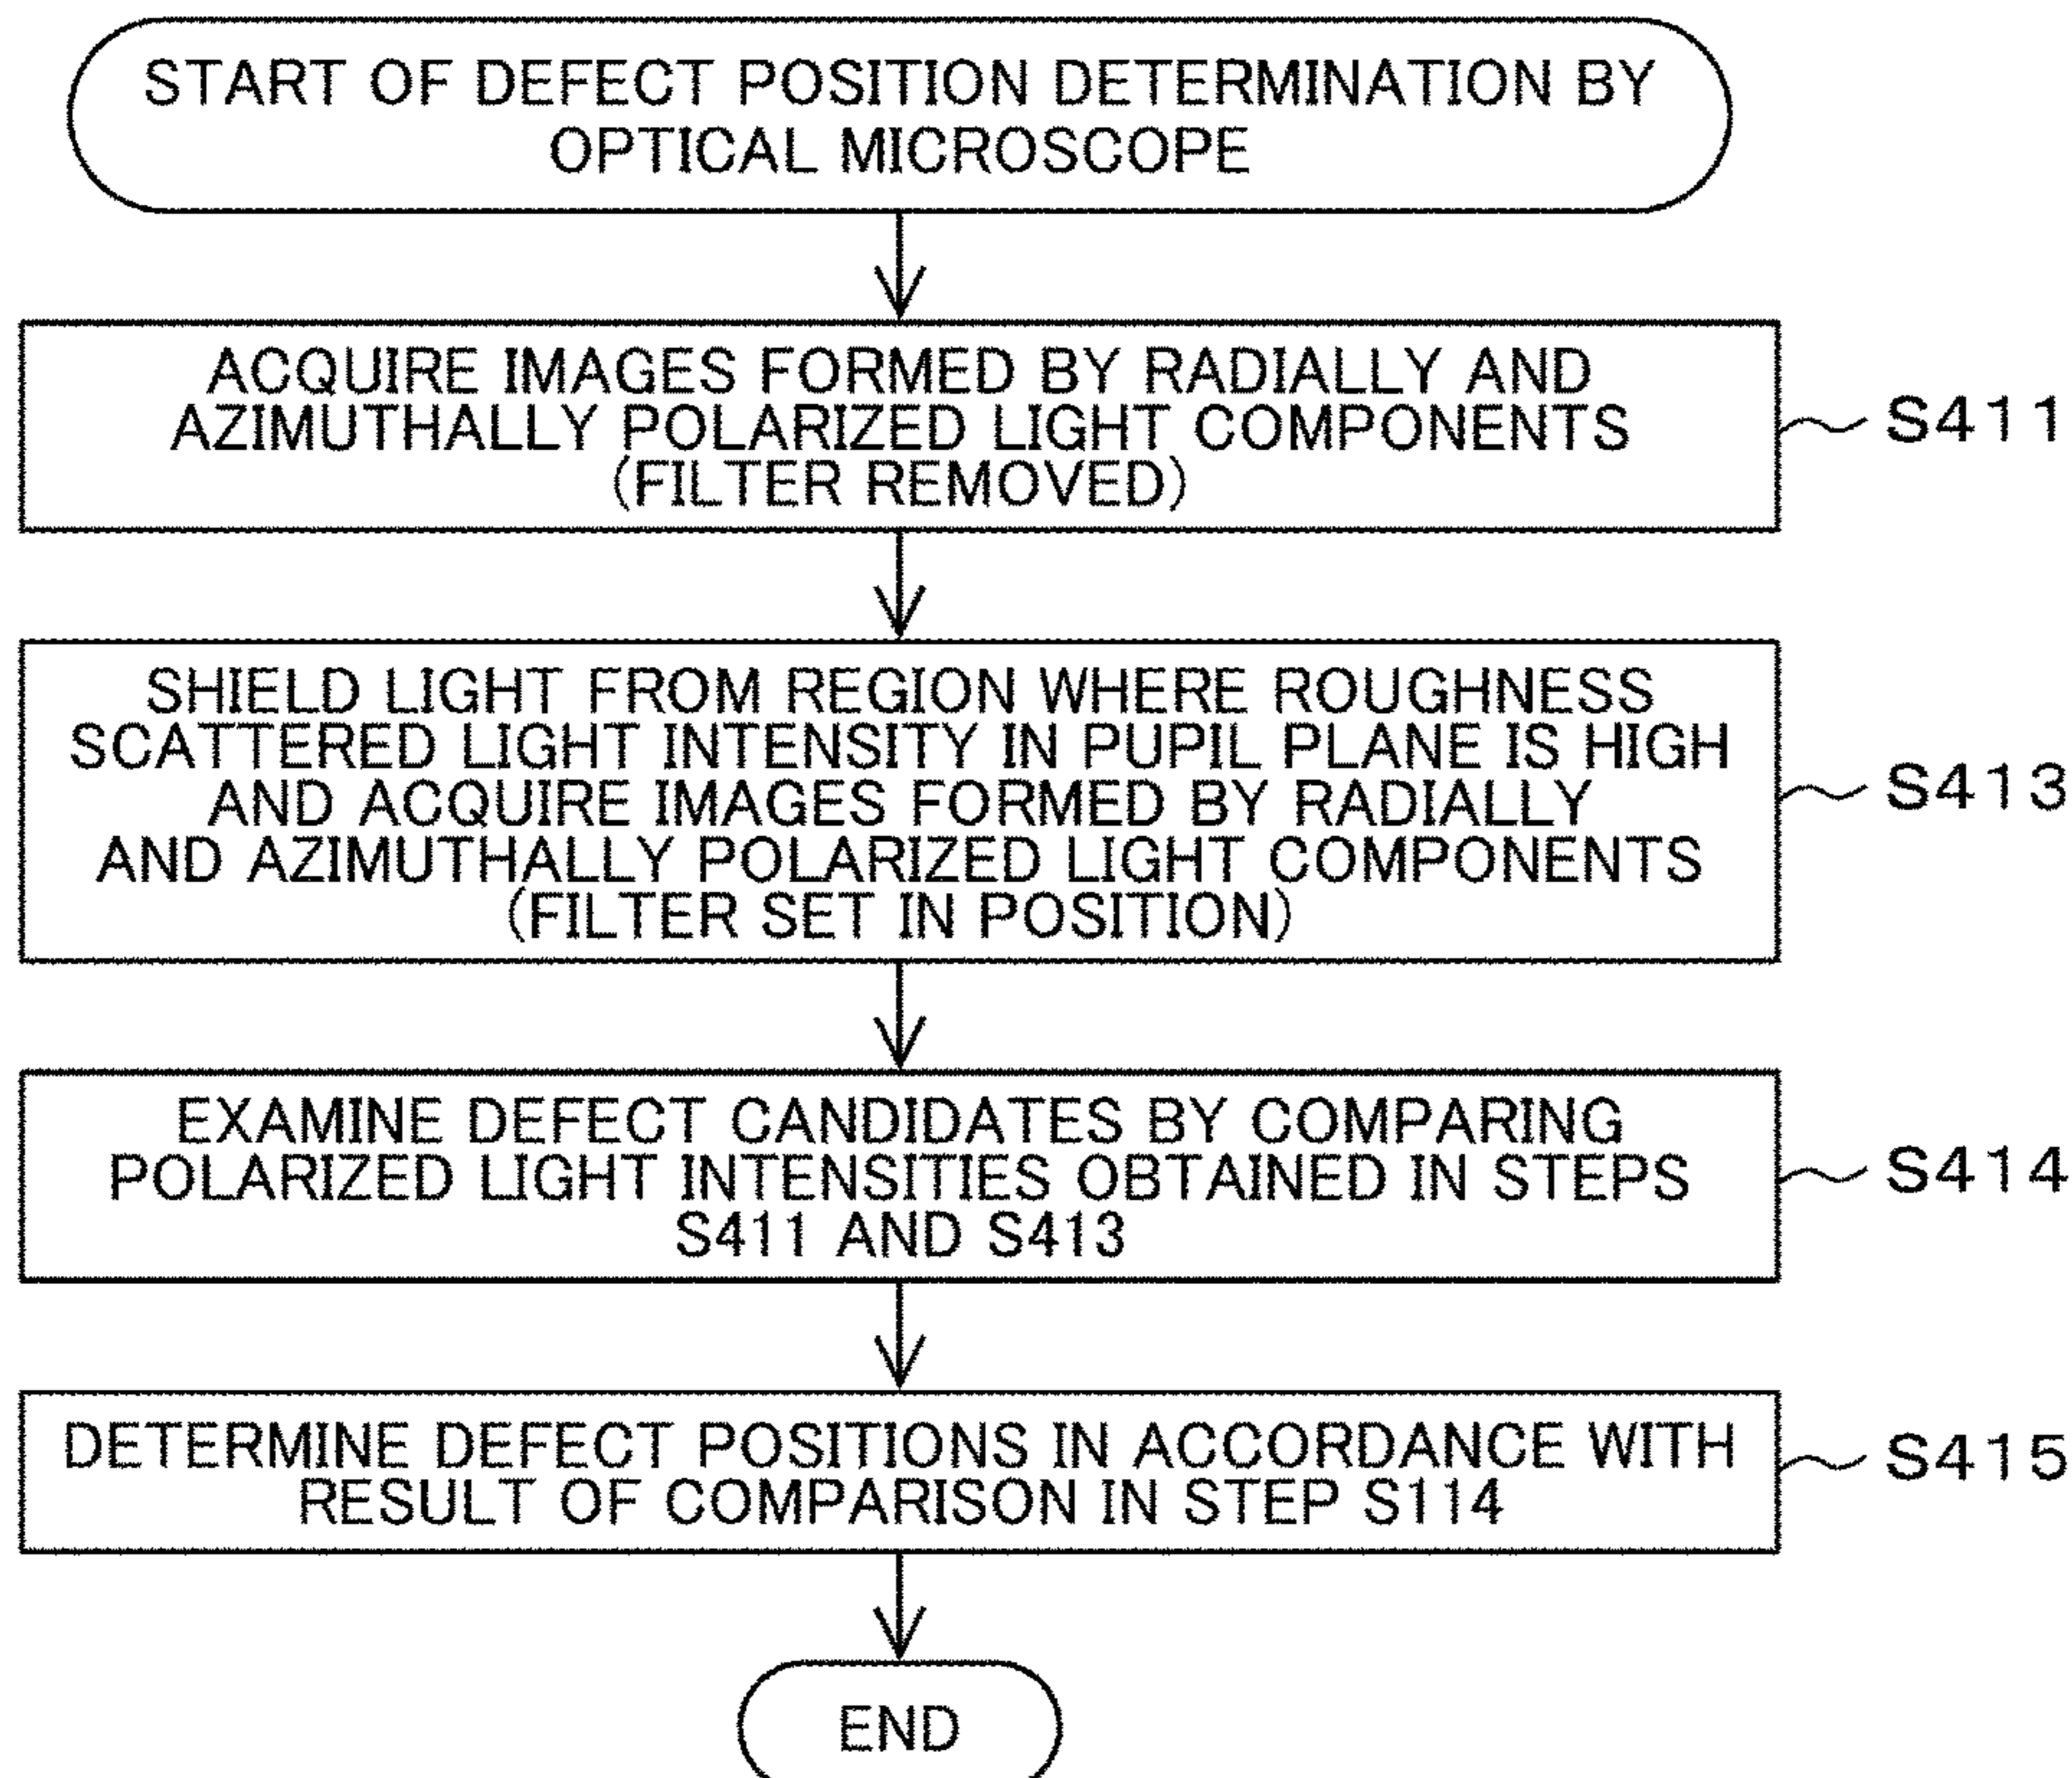 START OF DEFECT POSITION DETERMINATION BY
OPTICAL MICROSCOPE
ACQUIRE IMAGES FORMED BY RADIALLY AND
AZIMUTHALLY POLARIZED LIGHT COMPONENTS
(FILTER REMOVED)
S411
SHIELD LIGHT FROM REGION WHERE ROUGHNESS
SCATTERED LIGHT INTENSITY IN PUPIL PLANE IS HIGH
AND ACQUIRE IMAGES FORMED BY RADIALLY
AND AZIMUTHALLY POLARIZED LIGHT COMPONENTS
(FILTER SET IN POSITION)
S413
EXAMINE DEFECT CANDIDATES BY COMPARING
POLARIZED LIGHT INTENSITIES OBTAINED IN STEPS
S411 AND S413
S414
DETERMINE DEFECT POSITIONS IN ACCORDANCE WITH
RESULT OF COMPARISON IN STEP S114
S415
END